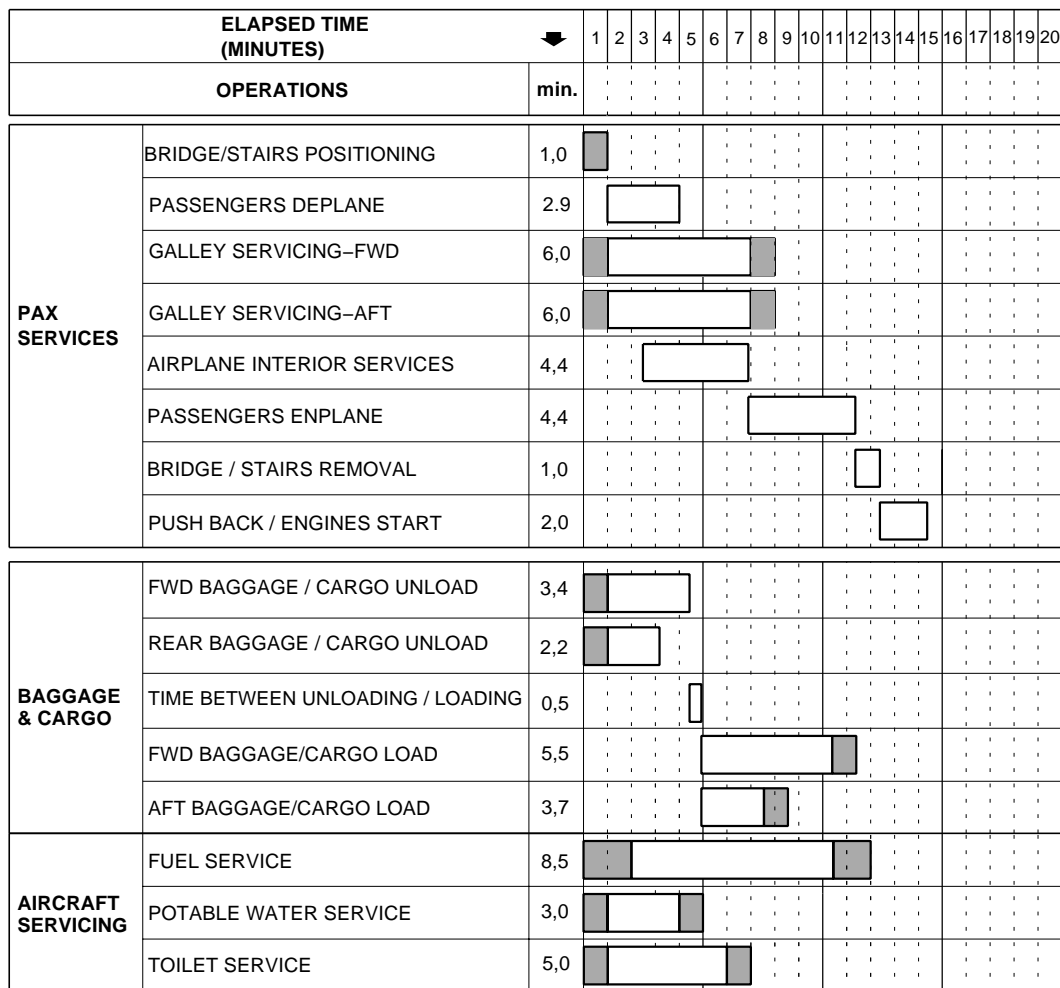 ELAPSED TIME
(MINUTES) 1 2 3 4 5 6 7 8 9 10 11 12 13 14 15 16 17 18 19 20
OPERATIONS min.
PAX
SERVICES
BRIDGE/STAIRS POSITIONING 1,0
PASSENGERS DEPLANE 2.9
GALLEY SERVICING–FWD 6,0
GALLEY SERVICING–AFT 6,0
AIRPLANE INTERIOR SERVICES 4,4
PASSENGERS ENPLANE 4,4
BRIDGE / STAIRS REMOVAL 1,0
PUSH BACK / ENGINES START 2,0
BAGGAGE
& CARGO
FWD BAGGAGE / CARGO UNLOAD 3,4
REAR BAGGAGE / CARGO UNLOAD 2,2
TIME BETWEEN UNLOADING / LOADING 0,5
FWD BAGGAGE/CARGO LOAD 5,5
AFT BAGGAGE/CARGO LOAD 3,7
AIRCRAFT
SERVICING
FUEL SERVICE 8,5
POTABLE WATER SERVICE 3,0
TOILET SERVICE 5,0